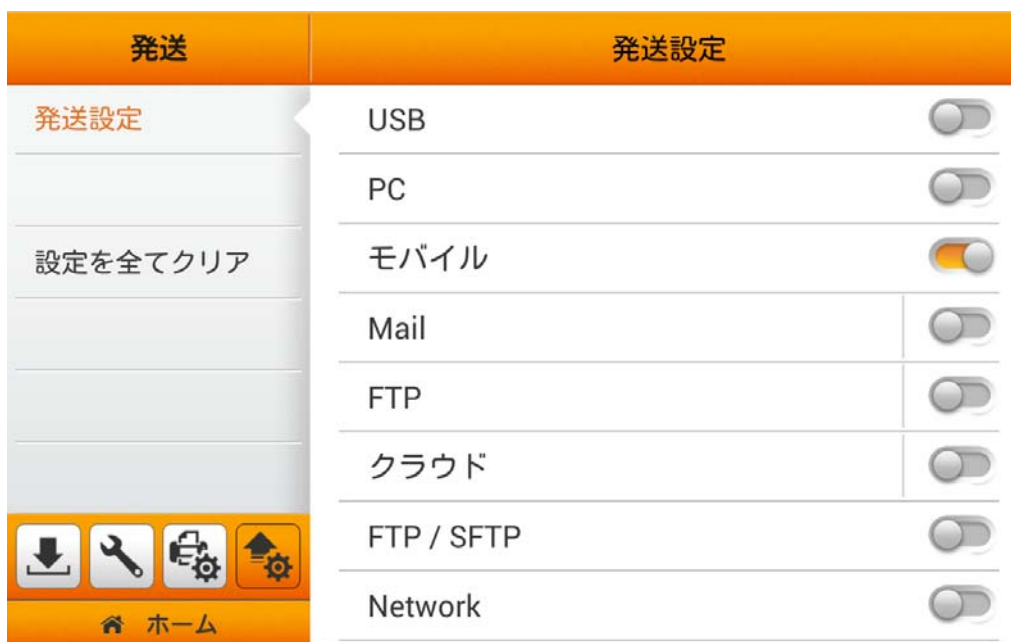 発送
発送設定
発送設定
設定を全てクリア
ホーム
USB
PC
モバイル
Mail
FTP
クラウド
FTP / SFTP
Network